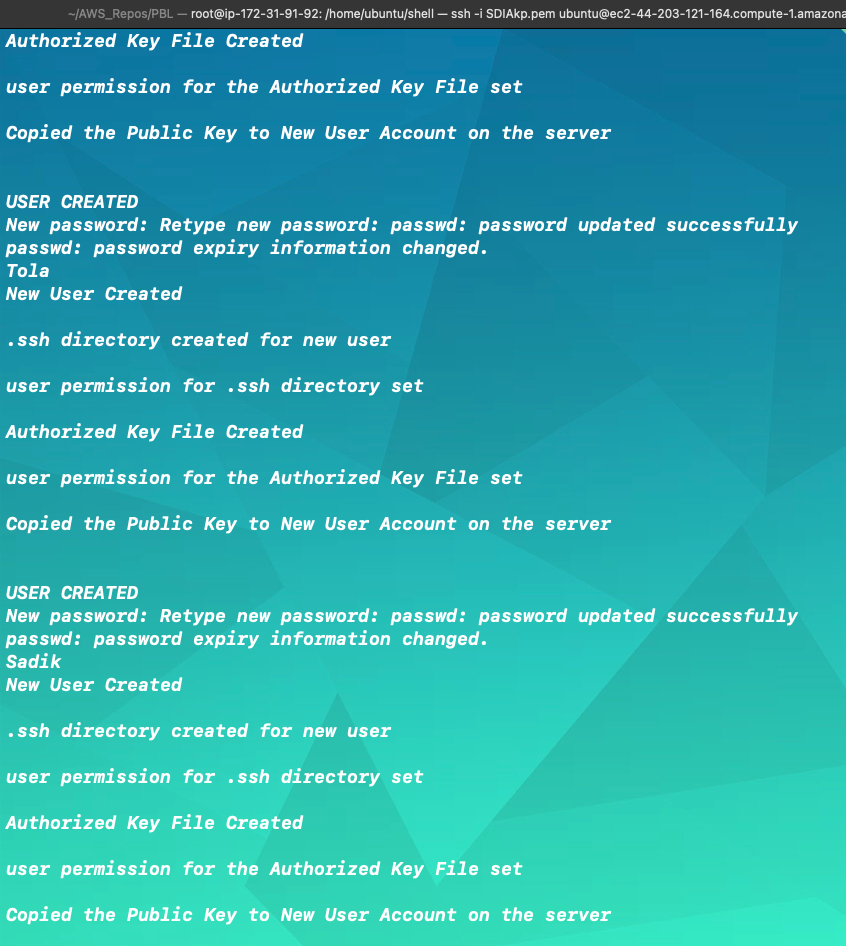 ~/AWS_Repos/PBL — root@ip-172-31-91-92: /home/ubuntu/shell — ssh -i SDIAkp.pem ubuntu@ec2-44-203-121-164.compute-1.amazona
Authorized Key File Created
user permission for the Authorized Key File set
Copied the Public Key to New User Account on the server
USER CREATED
New password: Retype new password: passwd: password updated successfully
passwd: password expiry information changed.
Tola
New User Created
.ssh directory created for new user
user permission for .ssh directory set
Authorized Key File Created
user permission for the Authorized Key File set
Copied the Public Key to New User Account on the server
USER CREATED
New password: Retype new password: passwd: password updated successfully
passwd: password expiry information changed.
Sadik
New User Created
.ssh directory created for new user
user permission for .ssh directory set
Authorized Key File Created
user permission for the Authorized Key File set
Copied the Public Key to New User Account on the server